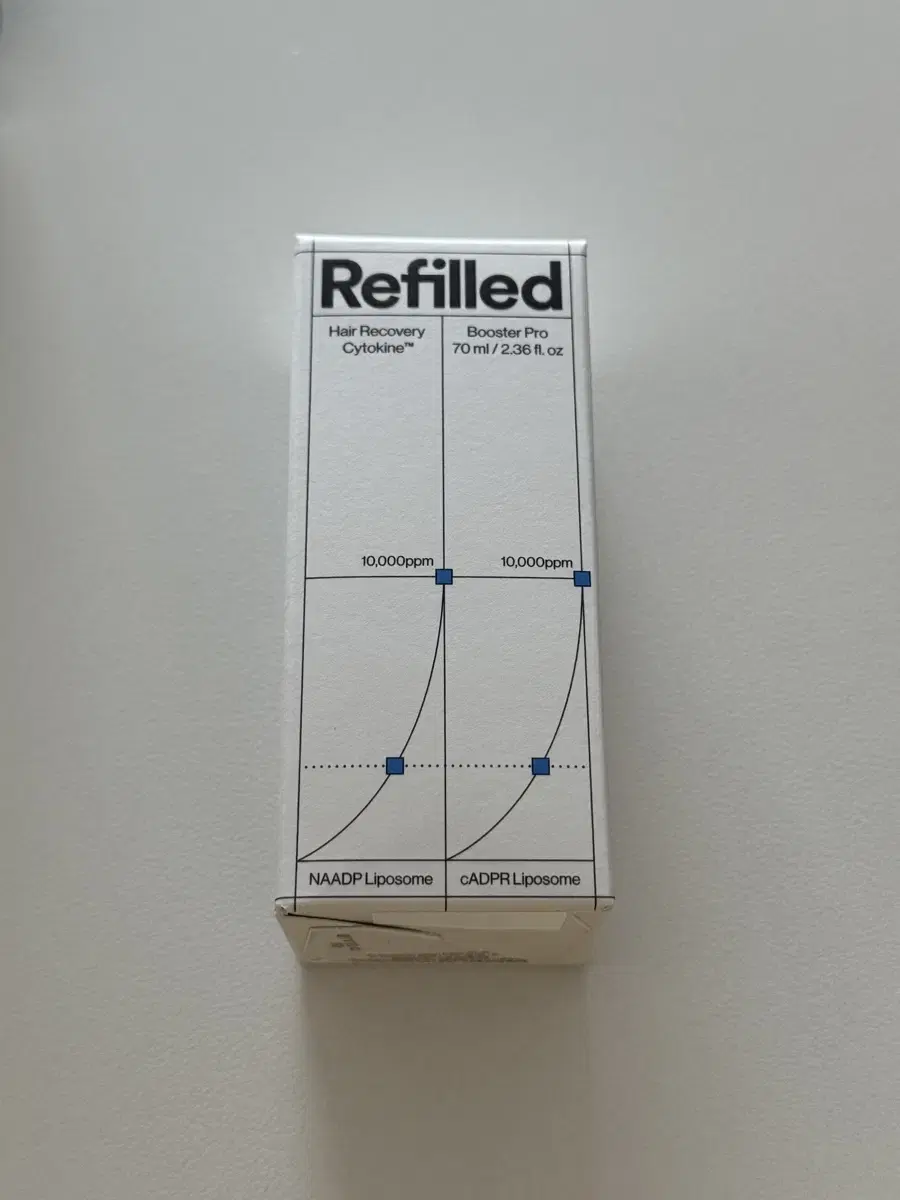 Refilled
Hair Recovery
Cytokine™
Booster Pro
70 ml / 2.36 fl. oz
10,000ppm
10,000ppm
NAADP Liposome
cADPR Liposome